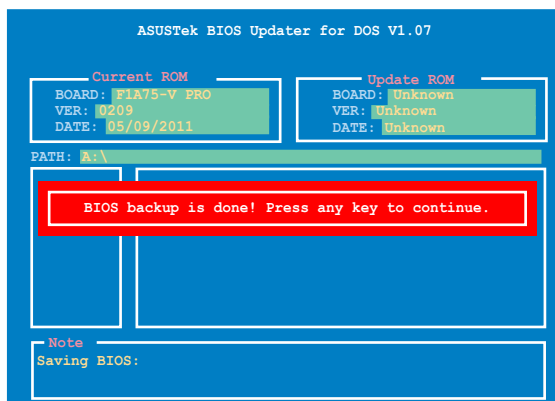 ASUSTek BIOS Updater for DOS V1.07
Current ROM
BOARD: F1A75-V PRO
VER: 0209
DATE: 05/09/2011
Update ROM
BOARD: Unknown
VER: Unknown
DATE: Unknown
PATH: A:\
BIOS backup is done! Press any key to continue.
Note
Saving BIOS: